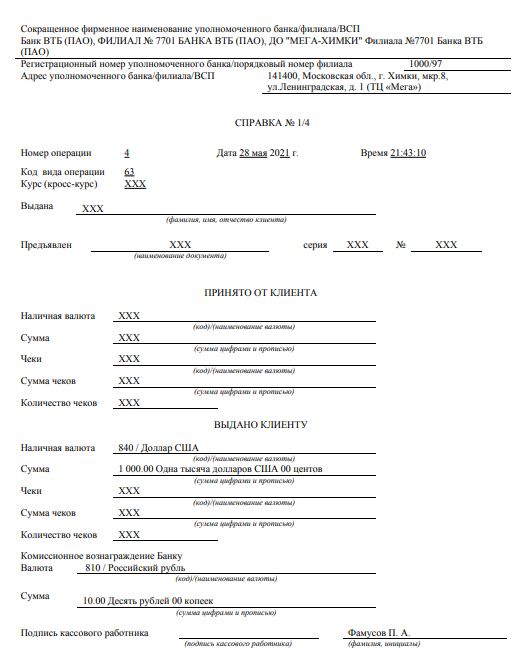 Сокращенное фирменное наименование уполномоченного банка/филиала/ВСП
Банк ВТБ (ПАО), ФИЛИАЛ № 7701 БАНКА ВТБ (ПАО), ДО "МЕГА-ХИМКИ" Филиала №7701 Банка ВТБ
(ПАО)
Регистрационный номер уполномоченного банка/порядковый номер филиала 1000/97
Адрес уполномоченного банка/филиала/ВСП 141400, Московская обл., г. Химки, мкр.8,
ул.Ленинградская, д. 1 (ТЦ «Мега»)
СПРАВКА № 1/4
Номер операции 4 Дата 28 мая 2021 г. Время 21:43:10
Код вида операции 63
Курс (кросс-курс) XXX
Выдана XXX
(фамилия, имя, отчество клиента)
Предъявлен XXX серия XXX № XXX
(наименование документа)
ПРИНЯТО ОТ КЛИЕНТА
Наличная валюта XXX
(код)/(наименование валюты)
Сумма XXX
(сумма цифрами и прописью)
Чеки XXX
(код)/(наименование валюты)
Сумма чеков XXX
(сумма цифрами и прописью)
Количество чеков XXX
ВЫДАНО КЛИЕНТУ
Наличная валюта 840 / Доллар США
(код)/(наименование валюты)
Сумма 1 000.00 Одна тысяча долларов США 00 центов
(сумма цифрами и прописью)
Чеки XXX
(код)/(наименование валюты)
Сумма чеков XXX
(сумма цифрами и прописью)
Количество чеков XXX
Комиссионное вознаграждение Банку
Валюта 810 / Российский рубль
(код)/(наименование валюты)
Сумма 10.00 Десять рублей 00 копеек
(сумма цифрами и прописью)
Подпись кассового работника Фамусов П. А.
(подпись кассового работника) (фамилия, инициалы)